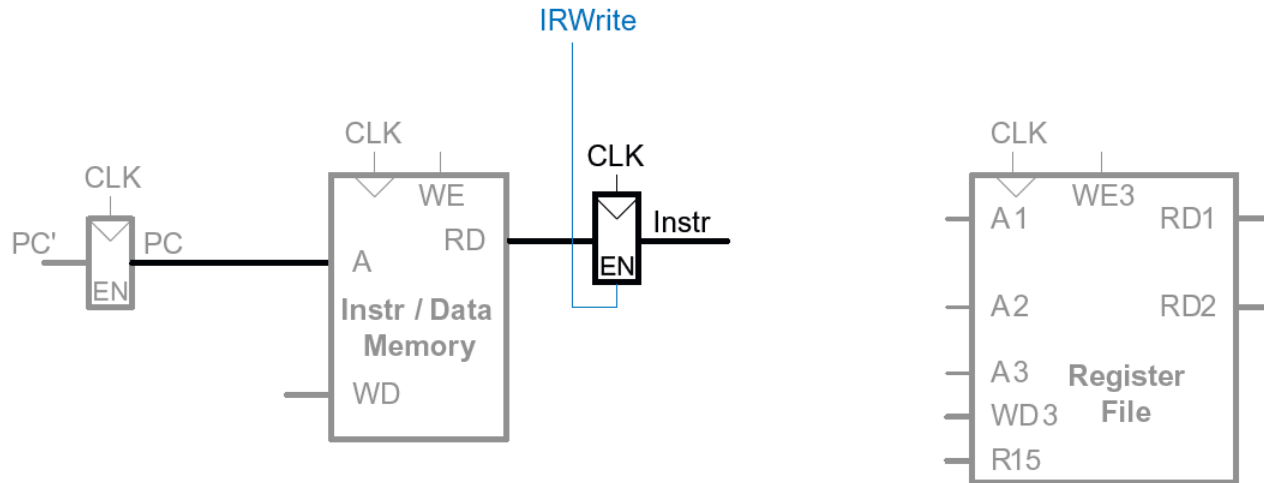 IRWrite
CLK
CLK
CLK
CLK
WE
WE3
PC'
PC
EN
A
RD
Instr / Data
Memory
WD
EN
Instr
A1
RD1
A2
RD2
A3
Register
File
WD3
R15